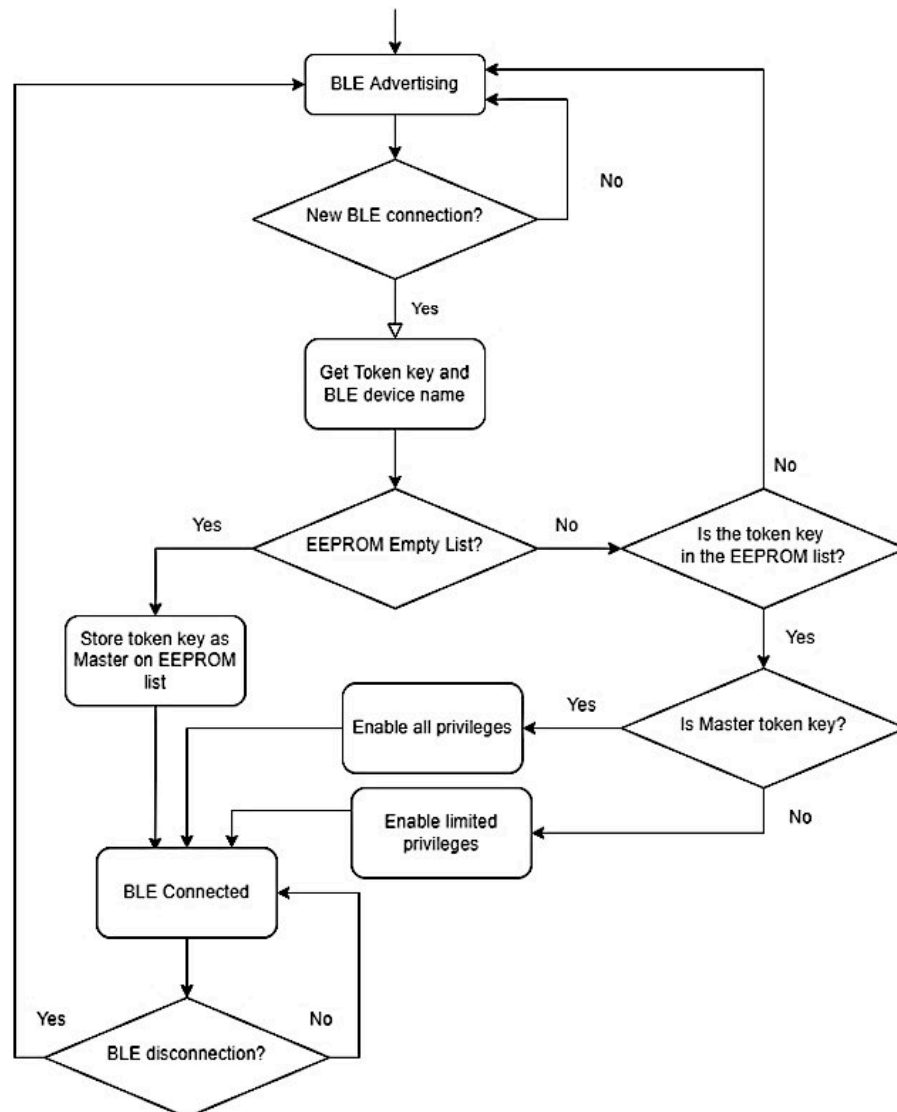 BLE Advertising
No
New BLE connection?
Yes
Get Token key and
BLE device name
No
Yes
EEPROM Empty List?
No
Is the token key
in the EEPROM list?
Store token key as
Master on EEPROM
list
Yes
Enable all privileges
Yes
Is Master token key?
Enable limited
privileges
No
BLE Connected
Yes
No
BLE disconnection?